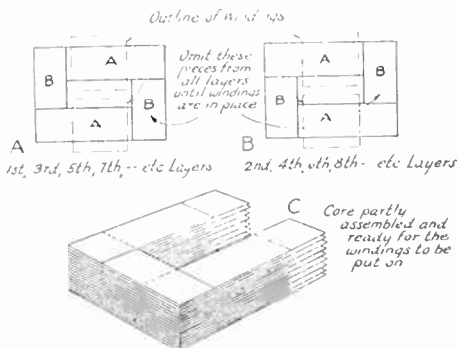 Outline of Windings
A
B
Omit these
pieces from
all layers
until windings
are in place
B
A
A
B
B
A
A
B
1st, 3rd, 5th, 7th, -- etc Layers
2nd, 4th, 6th, 8th -- etc Layers
C
Core partly
assembled and
ready for the
windings to be
put on